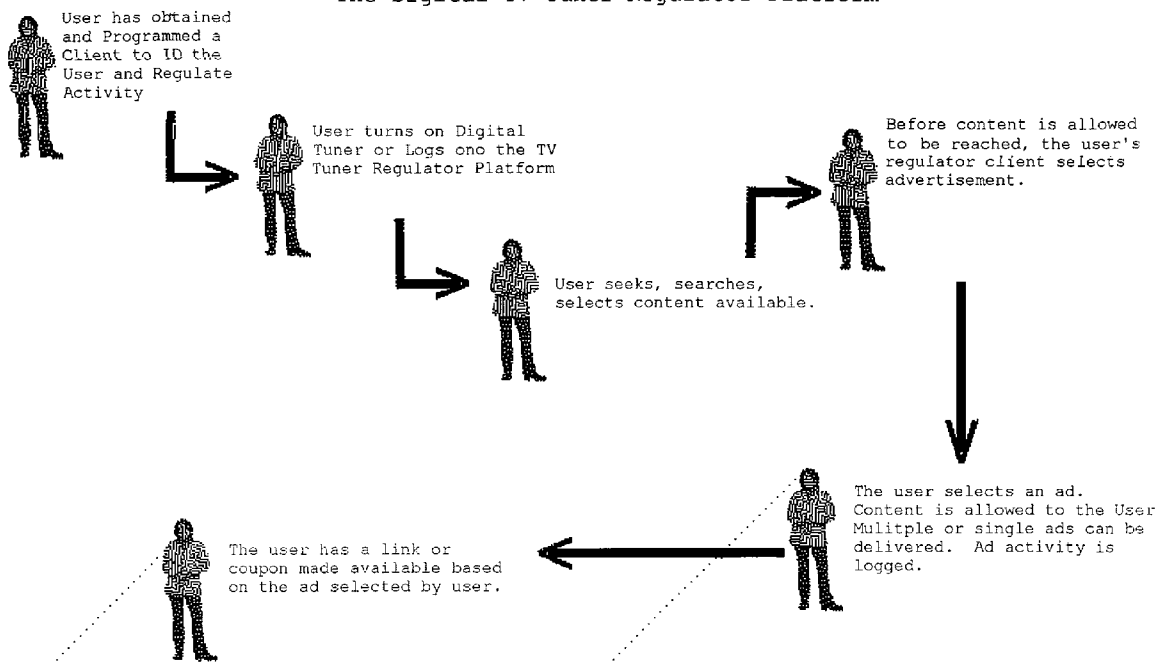 User has obtained
and Programmed a
Client to ID the
User and Regulate
Activity
User turns on Digital
Tuner or Logs ono the TV
Tuner Regulator Platform
User seeks, searches,
selects content available.
Before content is allowed
to be reached, the user's
regulator client selects
advertisement.
The user selects an ad.
Content is allowed to the User
Mulitple or single ads can be
delivered. Ad activity is
logged.
The user has a link or
coupon made available based
on the ad selected by user.